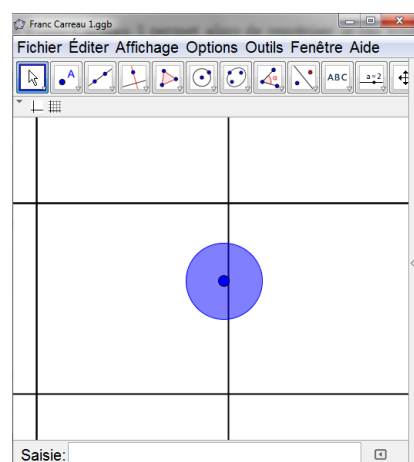 Franc Carreau 1.ggb
Fichier Éditer Affichage Options Outils Fenêtre Aide
A ABC a=2
Saisie: